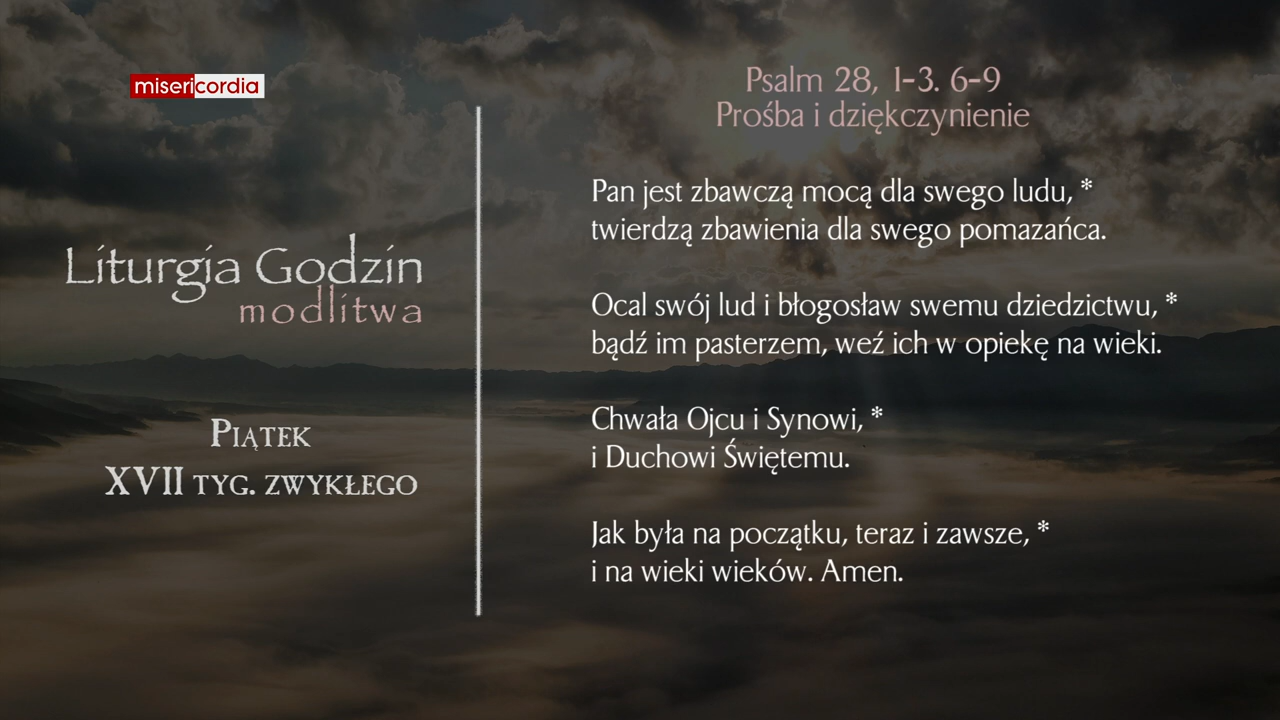 misericordia
Liturgia Godzin
modlitwa
Piątek
XVII tyg. zwykłego
Psalm 28, 1-3. 6-9
Prośba i dziękczynienie
Pan jest zbawczą mocą dla swego ludu, *
twierdzą zbawienia dla swego pomazańca.
Ocal swój lud i błogosław swemu dziedzictwu, *
bądź im pasterzem, weź ich w opiekę na wieki.
Chwała Ojcu i Synowi, *
i Duchowi Świętemu.
Jak była na początku, teraz i zawsze, *
i na wieki wieków. Amen.